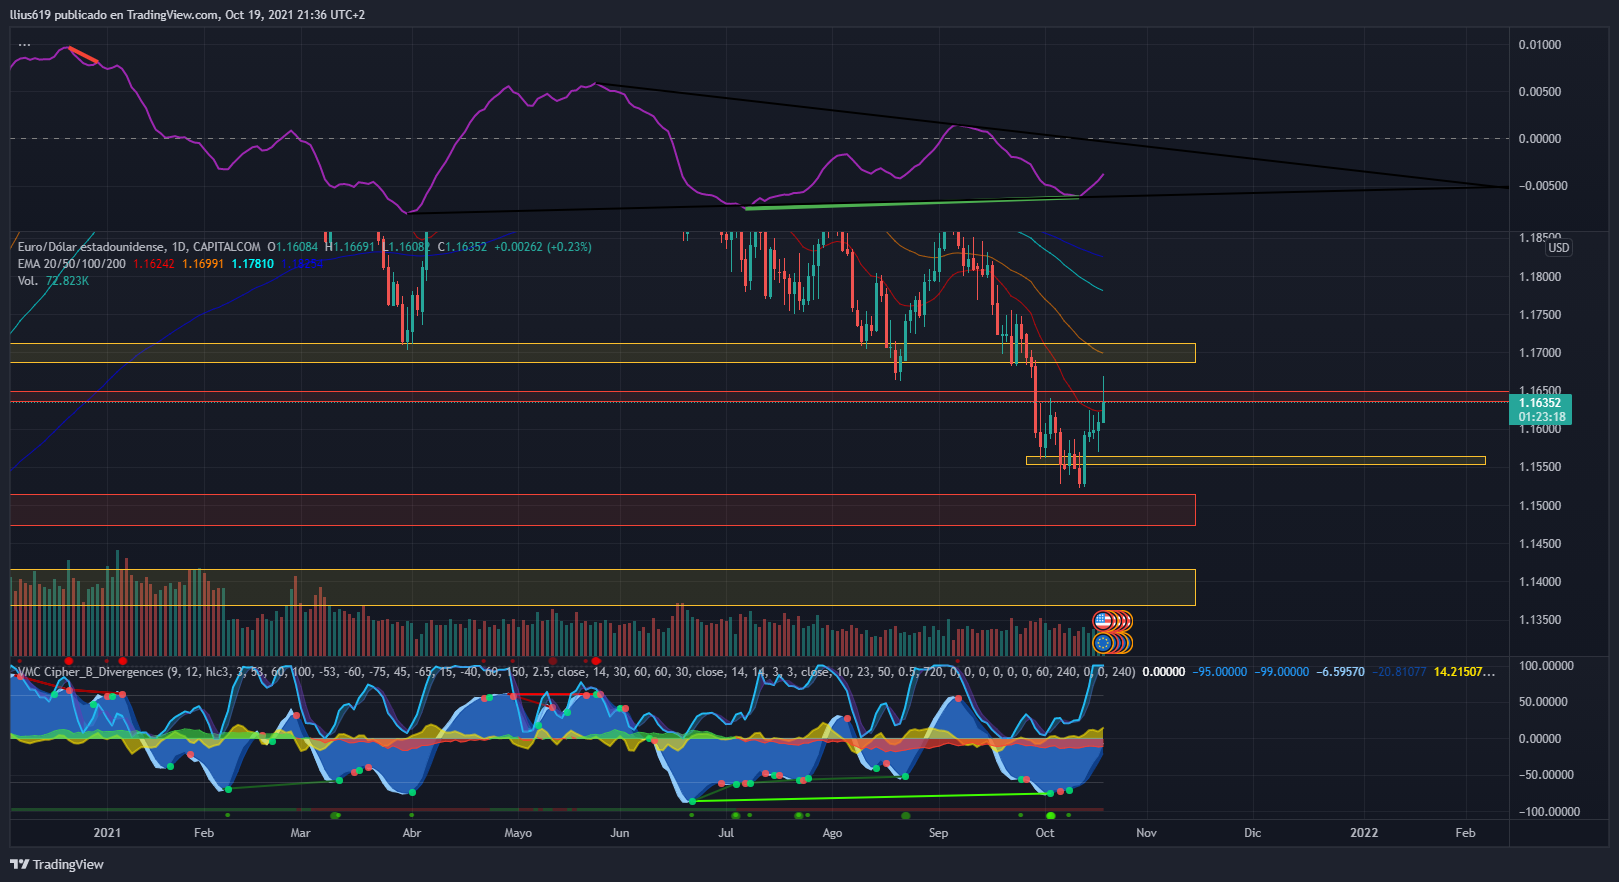 llius619 publicado en TradingView.com, Oct 19, 2021 21:36 UTC+2
...
0.01000
0.00500
0.00000
−0.00500
Euro/Dólar estadounidense, 1D, CAPITALCOM O1.16084 H1.16691 L1.16082 C1.16352 +0.00262 (+0.23%)
EMA 20/50/100/200 1.16242 1.16991 1.17810
Vol. 72.823K
1.18500
USD
1.18000
1.17500
1.17000
1.16500
1.16352
01:23:18
1.16000
1.15500
1.15000
1.14500
1.14000
1.13500
VMC Cipher_B_Divergences (9, 12, hlc3, 3, 53, 60, 100, -53, -60, -75, 45, -65, 15, -40, 60, 150, 2.5, close, 14, 30, 60, 60, 30, close, 14, 14, 3, 3, close, 10, 23, 50, 0.5, 720, 0, 0, 0, 0, 0, 0, 60, 240, 0, 0, 240) 0.00000 −95.00000 −99.00000 −6.59570 −20.81077 14.21507...
100.00000
50.00000
0.00000
−50.00000
−100.00000
2021 Feb Mar Abr Mayo Jun Jul Ago Sep Oct Nov Dic 2022 Feb
TradingView